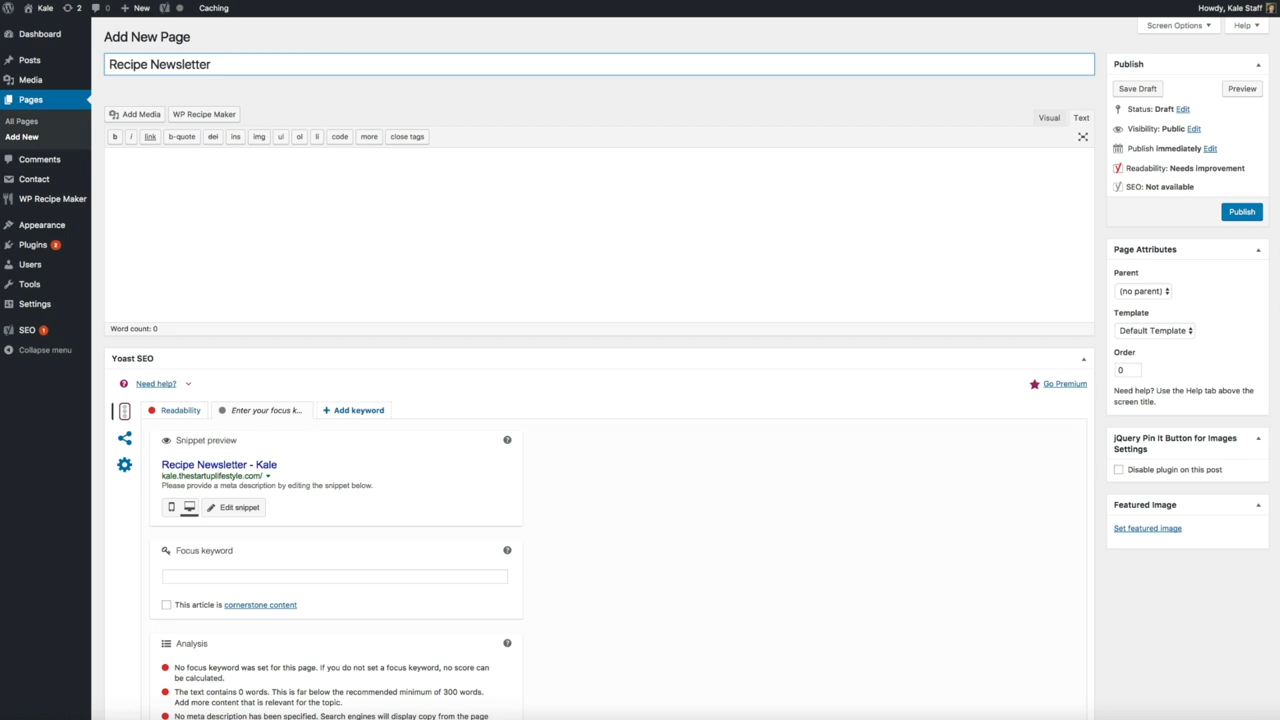 Kale
2
0
New
Caching
Howdy, Kale Staff
Screen Options
Help
Dashboard
Posts
Media
Pages
All Pages
Add New
Comments
Contact
WP Recipe Maker
Appearance
Plugins 2
Users
Tools
Settings
SEO 1
Collapse menu
Add New Page
Recipe Newsletter
Add Media
WP Recipe Maker
Visual
Text
b
i
link
b-quote
del
ins
img
ul
ol
li
code
more
close tags
Word count: 0
Yoast SEO
Need help?
Go Premium
Readability
Enter your focus k...
Add keyword
Snippet preview
Recipe Newsletter - Kale
kale.thestartuplifestyle.com/
Please provide a meta description by editing the snippet below.
Edit snippet
Focus keyword
This article is cornerstone content
Analysis
No focus keyword was set for this page. If you do not set a focus keyword, no score can
be calculated.
The text contains 0 words. This is far below the recommended minimum of 300 words.
Add more content that is relevant for the topic.
No meta description has been specified. Search engines will display copy from the page
Publish
Save Draft
Preview
Status: Draft Edit
Visibility: Public Edit
Publish immediately Edit
Readability: Needs improvement
SEO: Not available
Publish
Page Attributes
Parent
(no parent)
Template
Default Template
Order
0
Need help? Use the Help tab above the
screen title.
jQuery Pin It Button for Images
Settings
Disable plugin on this post
Featured Image
Set featured image